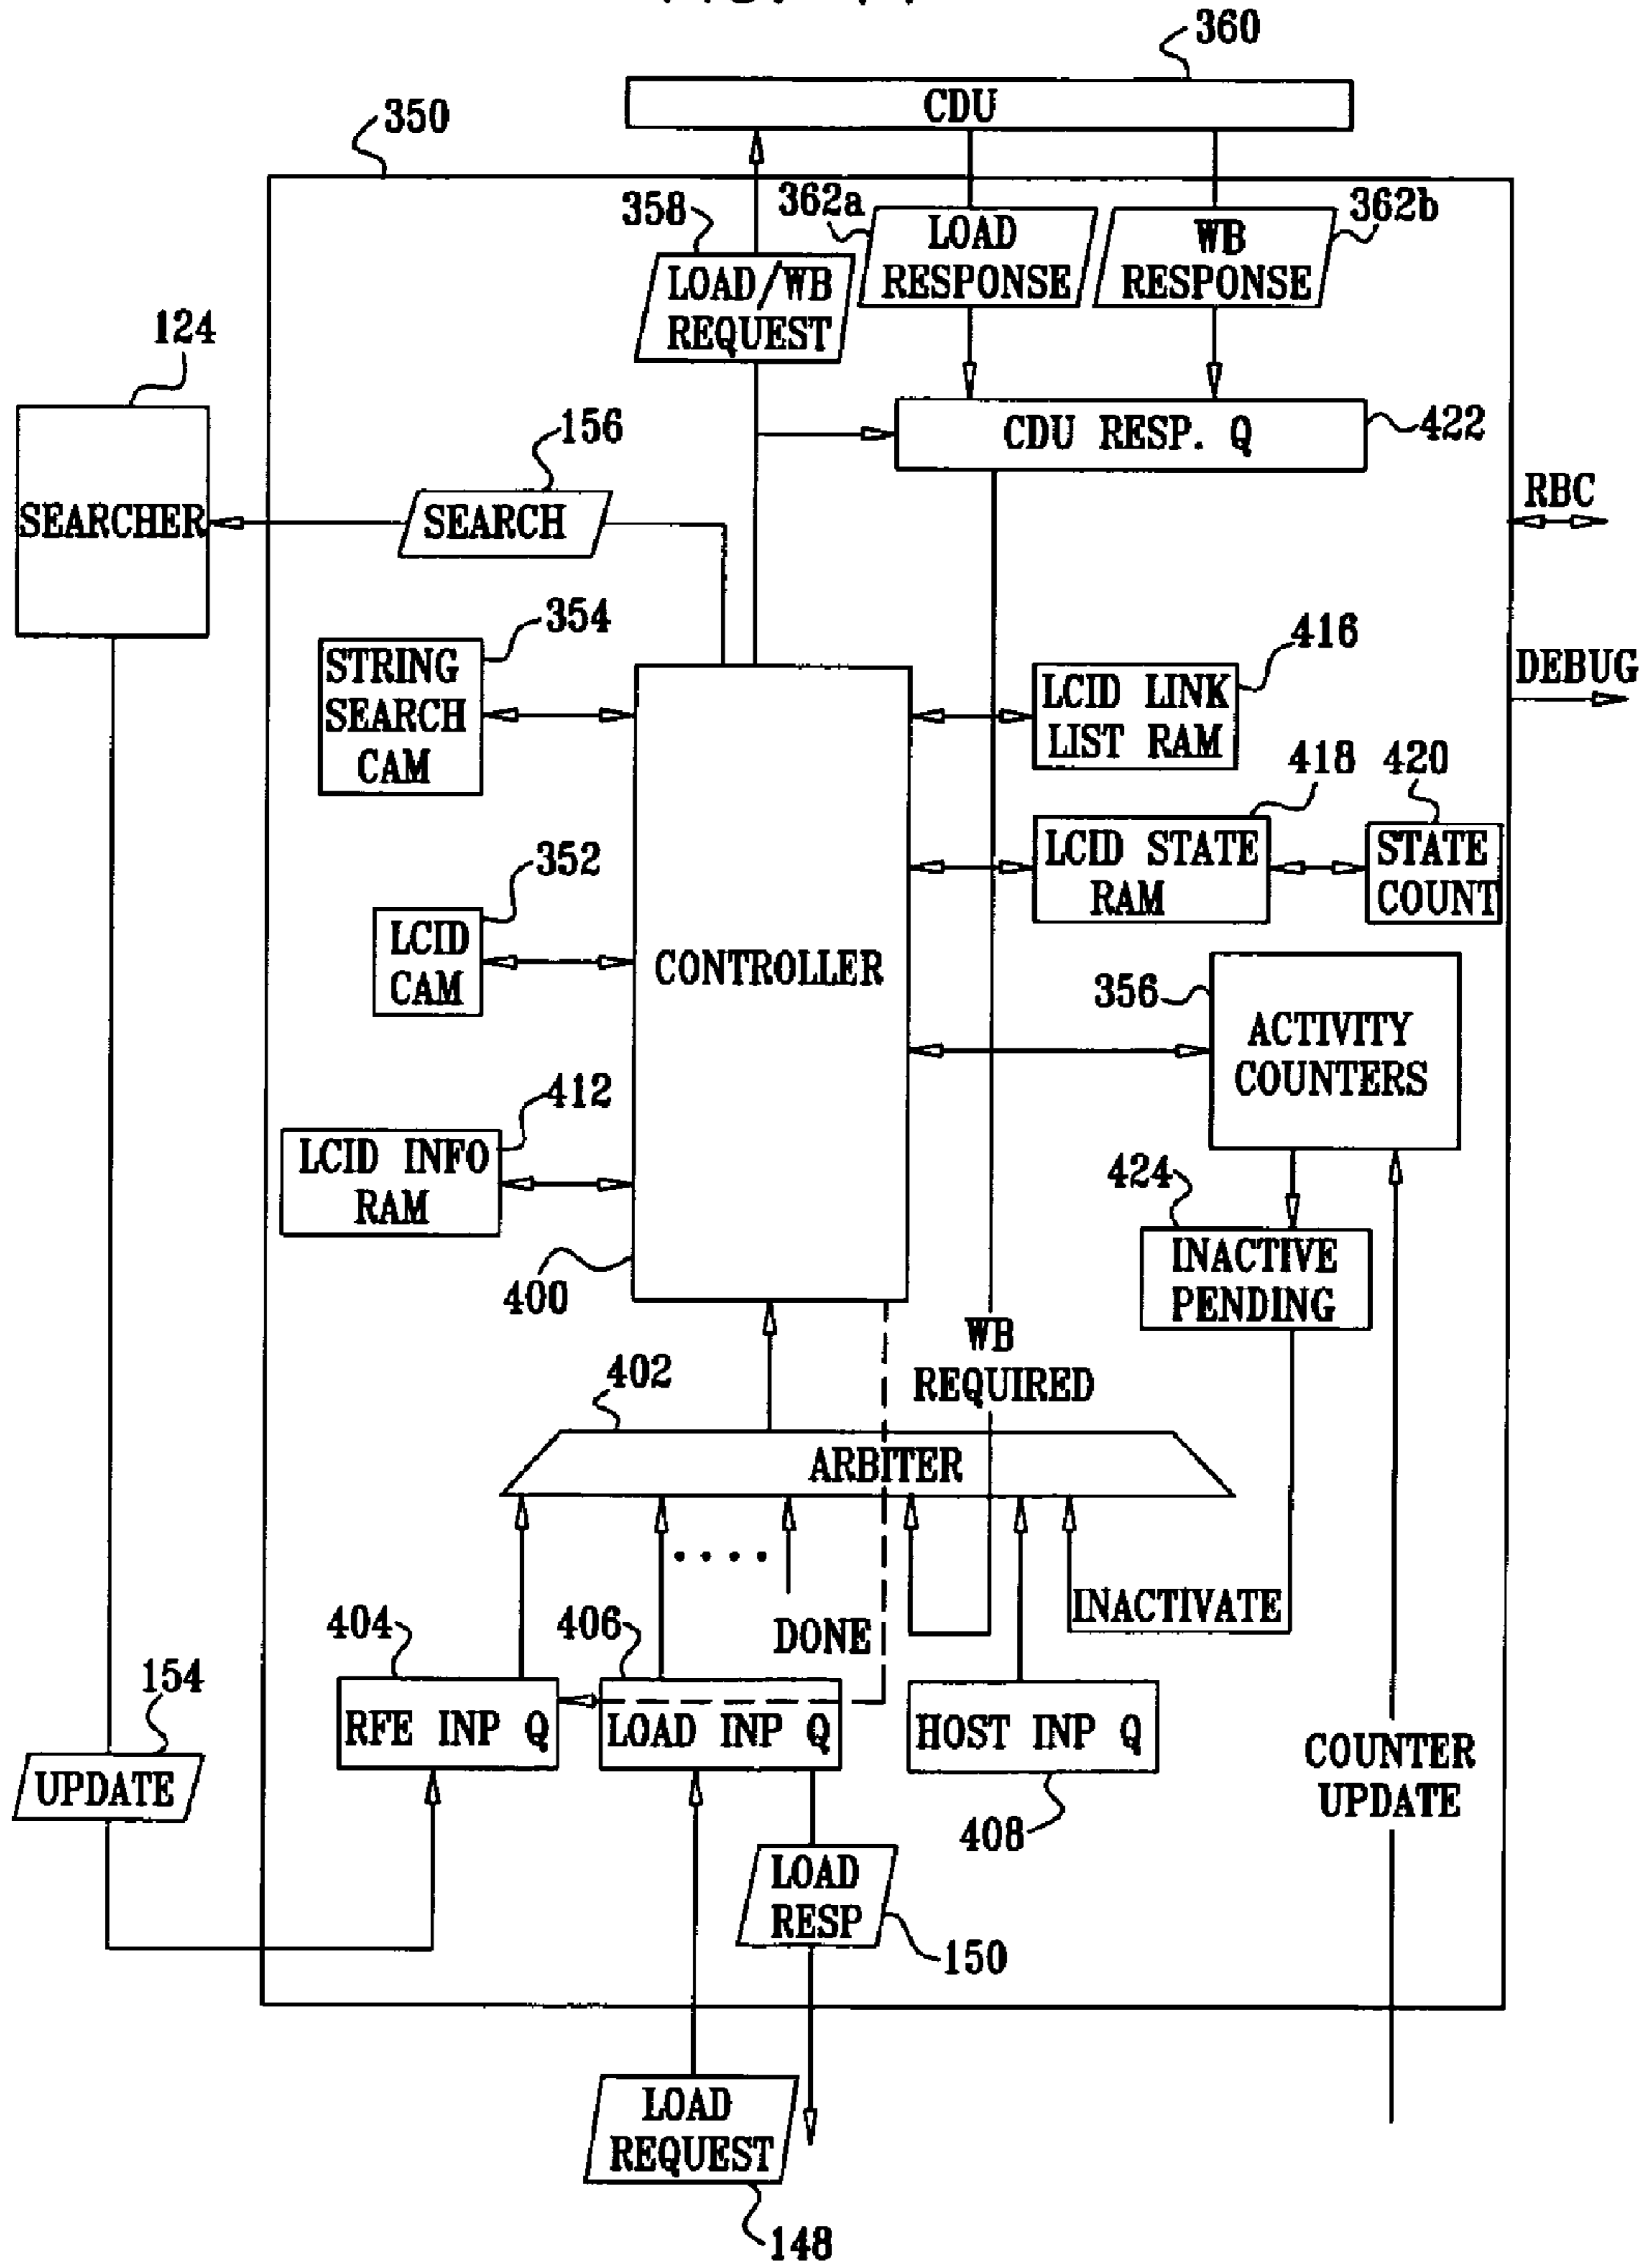 360
CDU
350
358
362a
362b
LOAD/WB
REQUEST
LOAD
RESPONSE
WB
RESPONSE
124
156
CDU RESP. Q
422
SEARCHER
SEARCH
RBC
354
STRING
SEARCH
CAM
416
LCID LINK
LIST RAM
DEBUG
418
420
352
LCID
CAM
CONTROLLER
LCID STATE
RAM
STATE
COUNT
356
ACTIVITY
COUNTERS
412
LCID INFO
RAM
424
400
INACTIVE
PENDING
WB
REQUIRED
402
ARBITER
....
404
406
DONE
INACTIVATE
154
RFE INP Q
LOAD INP Q
HOST INP Q
UPDATE
COUNTER
UPDATE
408
LOAD
RESP
150
LOAD
REQUEST
148